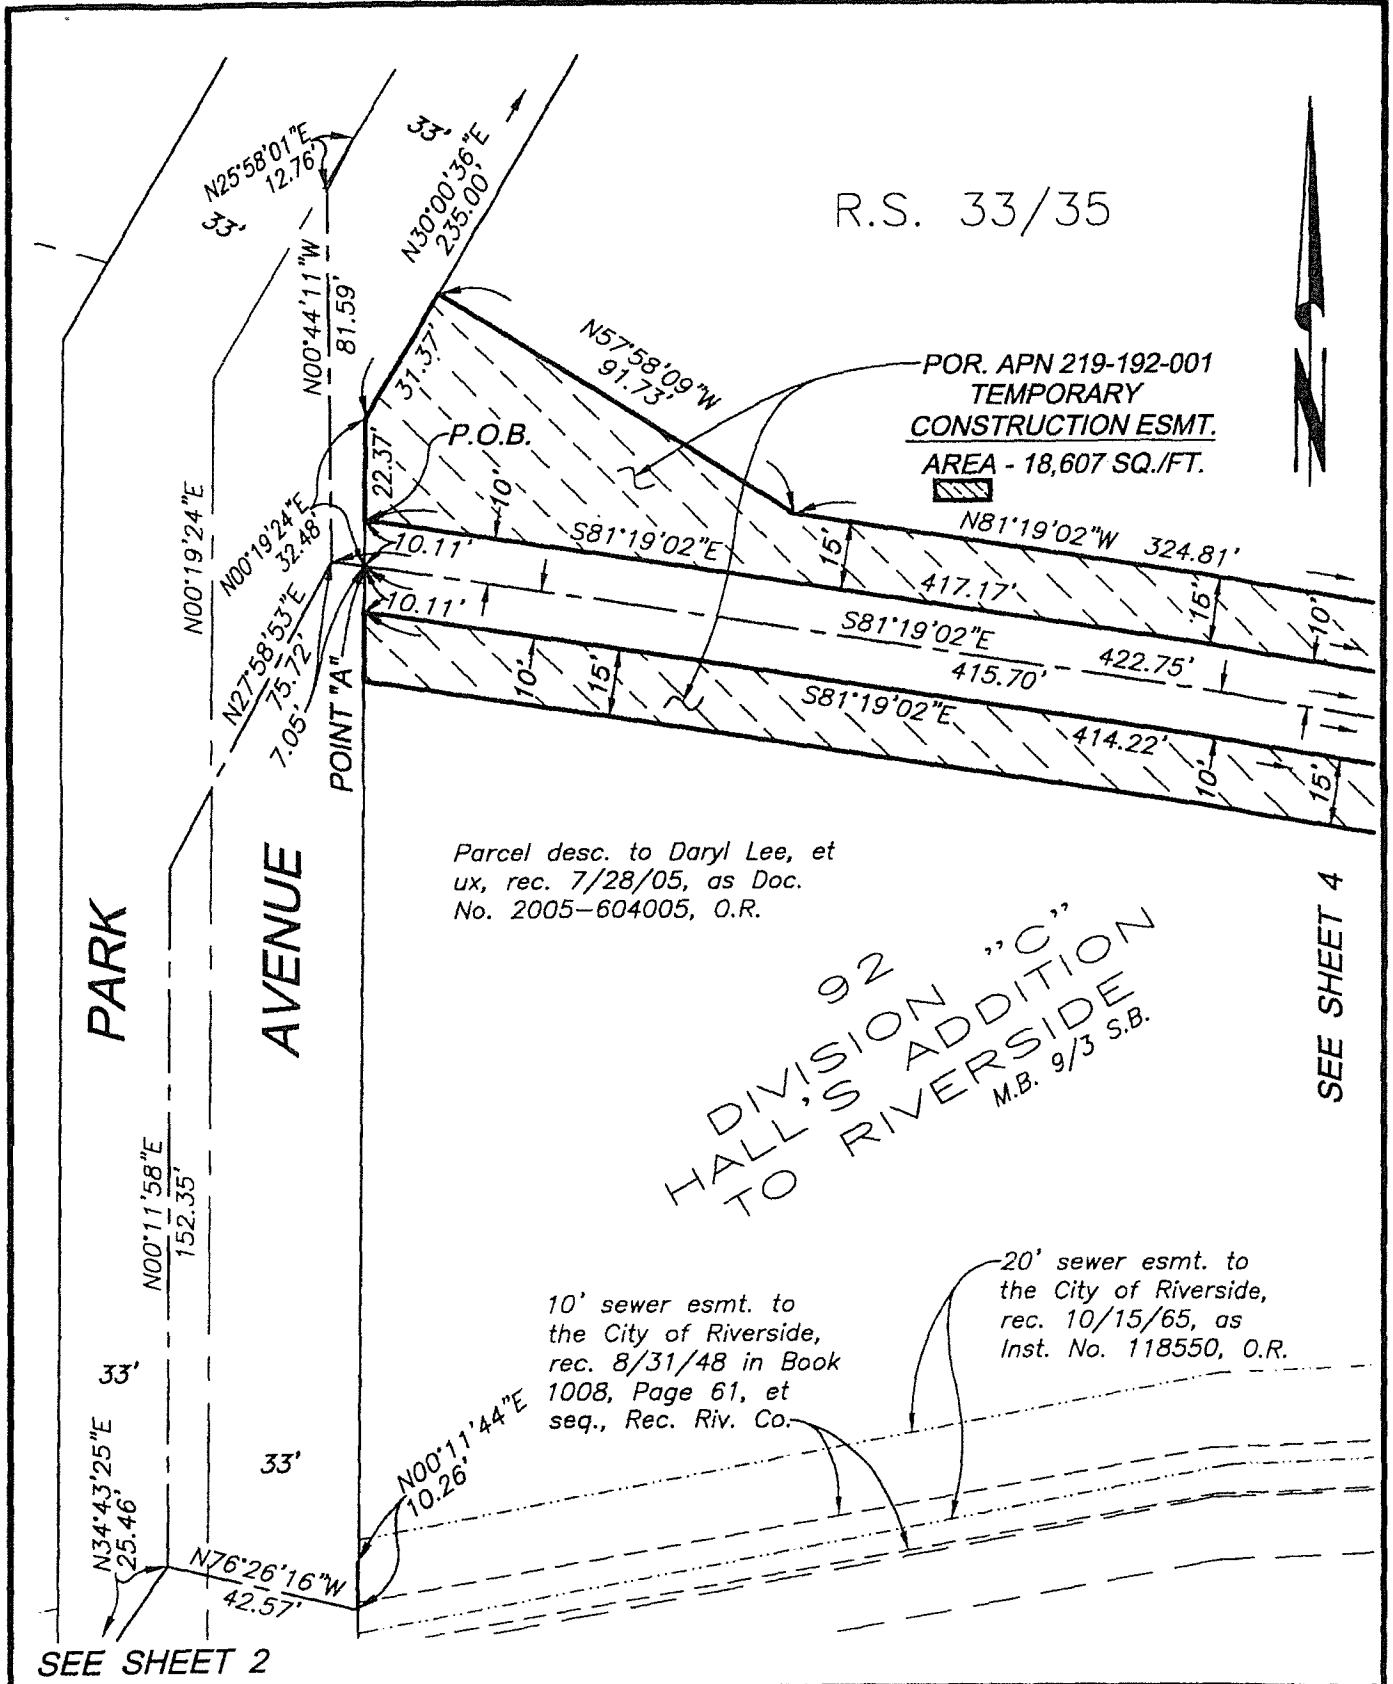 33'
N25°58'01"E
12.76'
33'
N30°00'36"E
235.00'
R.S. 33/35
N00°44'11"W
81.59'
31.37'
N57°58'09"W
91.73'
POR. APN 219-192-001
TEMPORARY
CONSTRUCTION ESMT.
AREA - 18,607 SQ./FT.
P.O.B.
22.37'
10'
N00°19'24"E
N00°19'24"E
32.48'
10.11'
S81°19'02"E
417.17'
15'
N81°19'02"W 324.81'
15'
10'
N27°58'53"E
75.72'
7.05'
POINT "A"
10.11'
S81°19'02"E
415.70'
422.75'
10'
15'
S81°19'02"E
414.22'
10'
15'
PARK
AVENUE
Parcel desc. to Daryl Lee, et
ux, rec. 7/28/05, as Doc.
No. 2005-604005, O.R.
92
DIVISION "C"
HALL'S ADDITION
TO RIVERSIDE
M.B. 9/3 S.B.
SEE SHEET 4
N00°11'58"E
152.35'
20' sewer esmt. to
the City of Riverside,
rec. 10/15/65, as
Inst. No. 118550, O.R.
10' sewer esmt. to
the City of Riverside,
rec. 8/31/48 in Book
1008, Page 61, et
seq., Rec. Riv. Co.
33'
33'
N00°11'44"E
10.26'
N34°43'25"E
25.46'
N76°26'16"W
42.57'
SEE SHEET 2
N